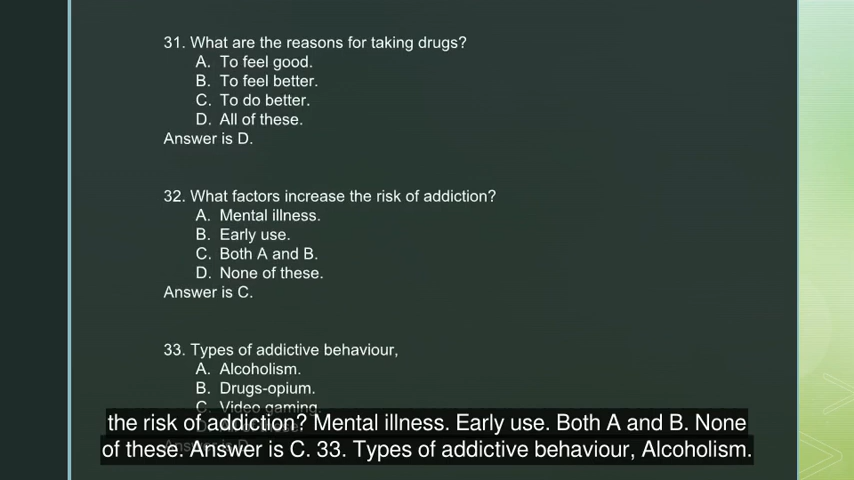 31. What are the reasons for taking drugs?
A. To feel good.
B. To feel better.
C. To do better.
D. All of these.
Answer is D.
32. What factors increase the risk of addiction?
A. Mental illness.
B. Early use.
C. Both A and B.
D. None of these.
Answer is C.
33. Types of addictive behaviour,
A. Alcoholism.
B. Drugs-opium.
C. Video gaming.
the risk of addiction? Mental illness. Early use. Both A and B. None
of these. Answer is C. 33. Types of addictive behaviour, Alcoholism.